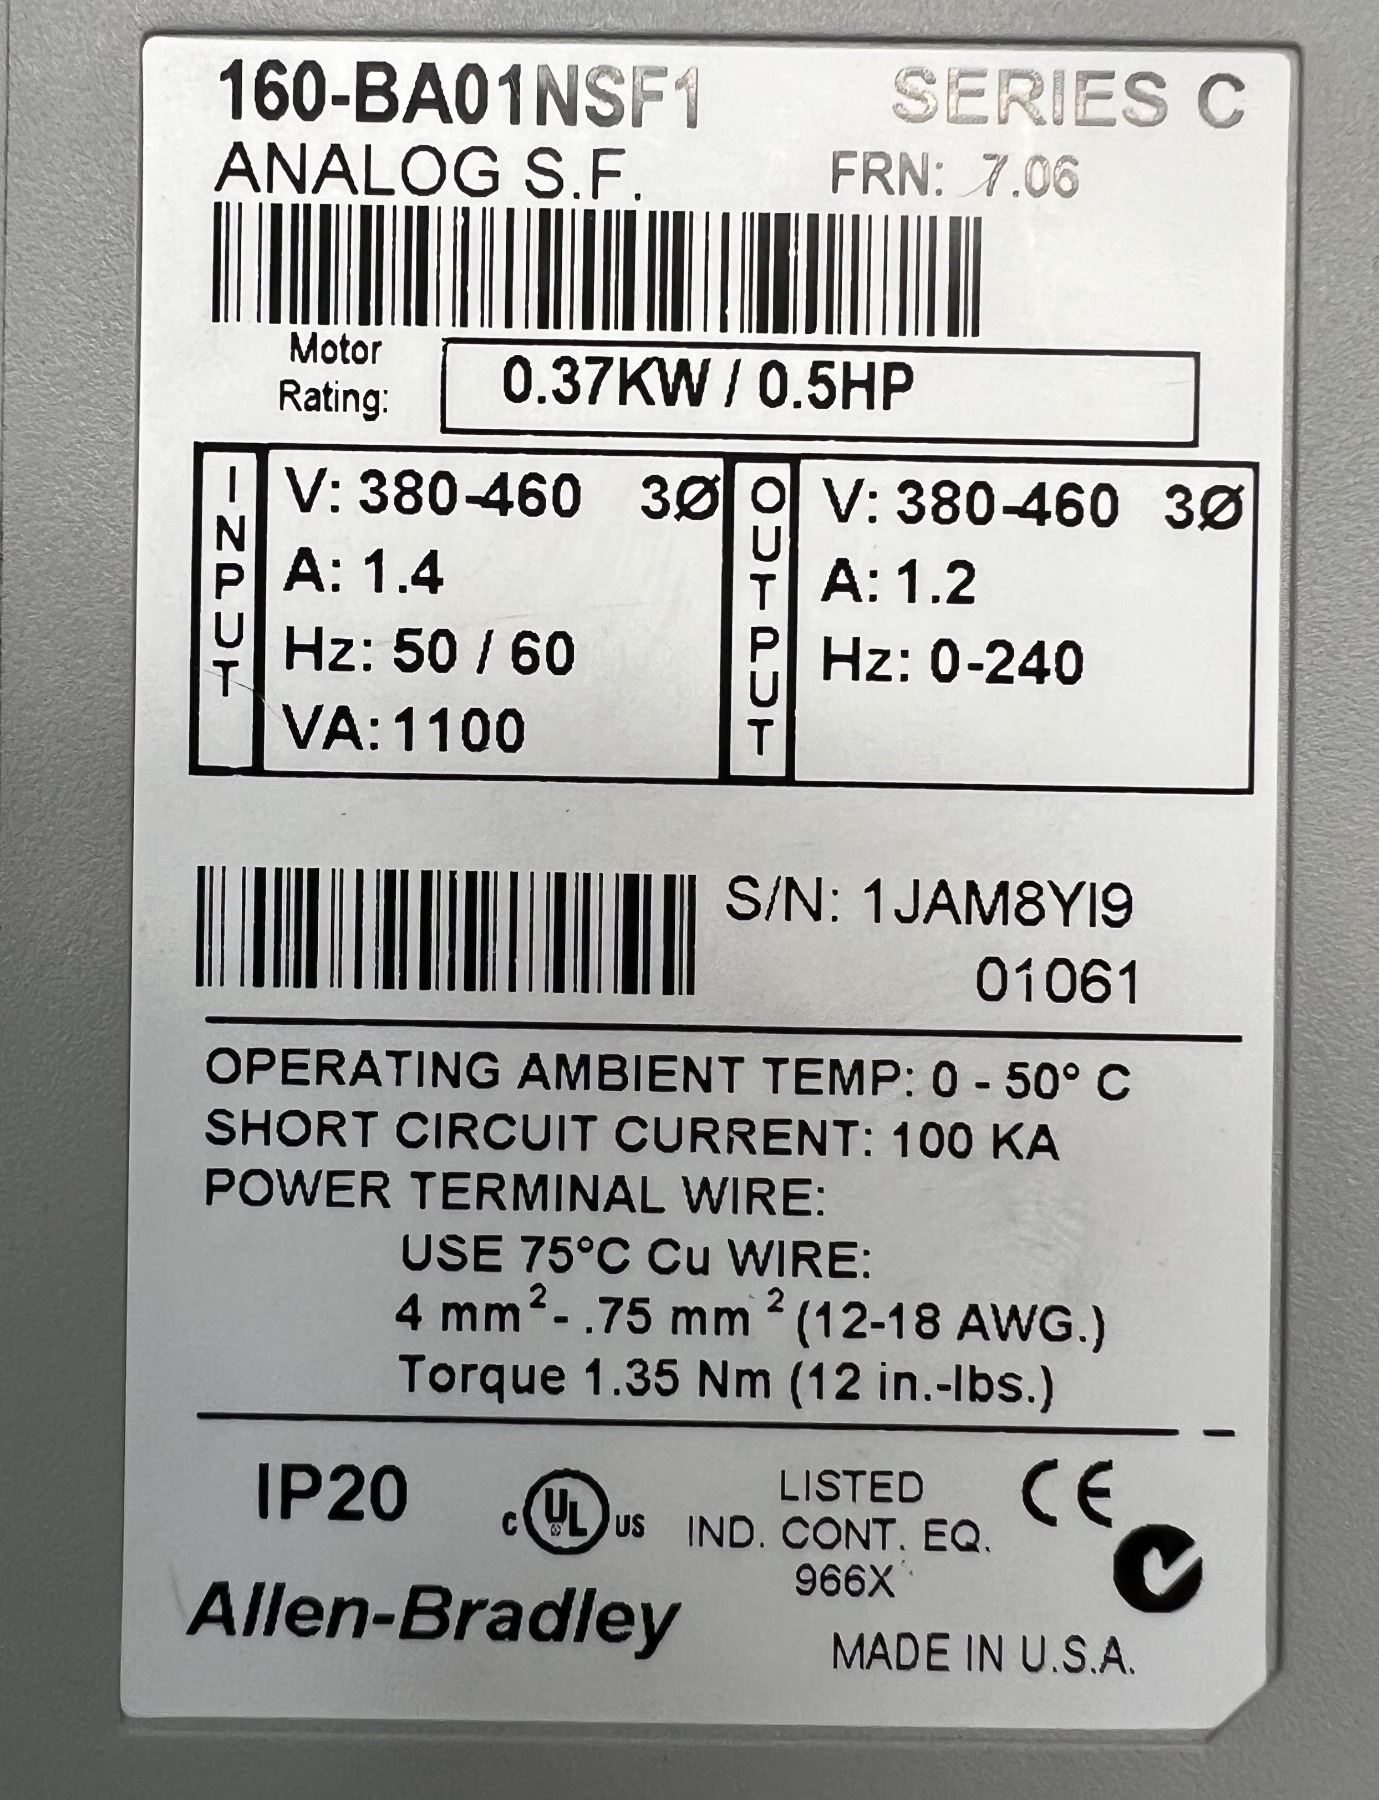 160-BA01NSF1 SERIES C
ANALOG S.F. FRN: 7.06
Motor
Rating: 0.37KW / 0.5HP
INPUT
V: 380-460 3Ø
A: 1.4
Hz: 50 / 60
VA: 1100
OUTPUT
V: 380-460 3Ø
A: 1.2
Hz: 0-240
S/N: 1JAM8YI9
01061
OPERATING AMBIENT TEMP: 0 - 50° C
SHORT CIRCUIT CURRENT: 100 KA
POWER TERMINAL WIRE:
USE 75°C Cu WIRE:
4 mm² - .75 mm ² (12-18 AWG.)
Torque 1.35 Nm (12 in.-lbs.)
IP20
C UL US
LISTED
IND. CONT. EQ.
966X
CE
Allen-Bradley
MADE IN U.S.A.